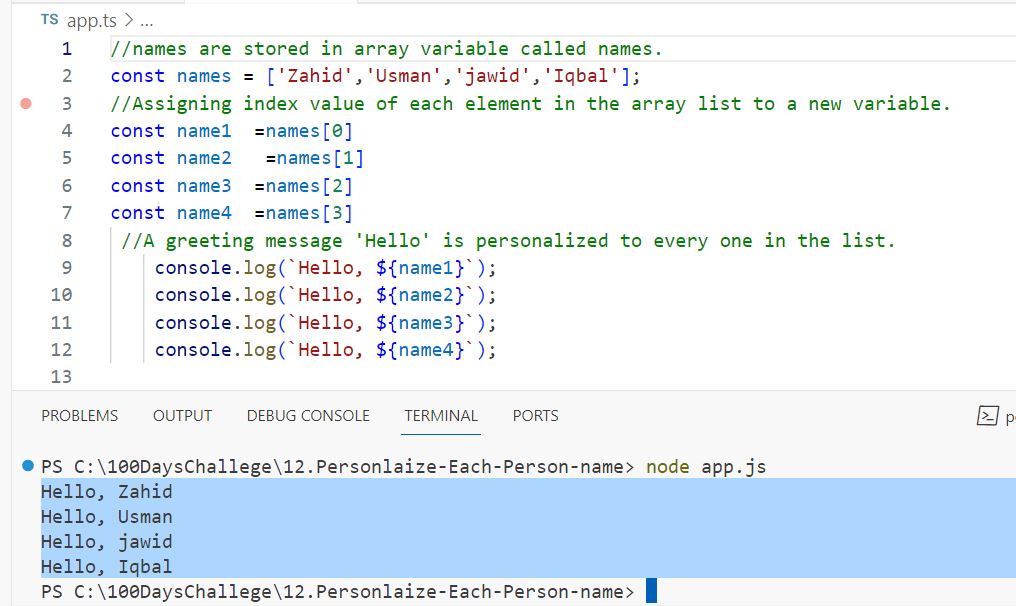 TS app.ts > ...
1 //names are stored in array variable called names.
2 const names = ['Zahid','Usman','jawid','Iqbal'];
3 //Assigning index value of each element in the array list to a new variable.
4 const name1  =names[0]
5 const name2   =names[1]
6 const name3  =names[2]
7 const name4  =names[3]
8  //A greeting message 'Hello' is personalized to every one in the list.
9     console.log(`Hello, ${name1}`);
10     console.log(`Hello, ${name2}`);
11     console.log(`Hello, ${name3}`);
12     console.log(`Hello, ${name4}`);
13
PROBLEMS OUTPUT DEBUG CONSOLE TERMINAL PORTS
PS C:\100DaysChallege\12.Personlaize-Each-Person-name> node app.js
Hello, Zahid
Hello, Usman
Hello, jawid
Hello, Iqbal
PS C:\100DaysChallege\12.Personlaize-Each-Person-name>